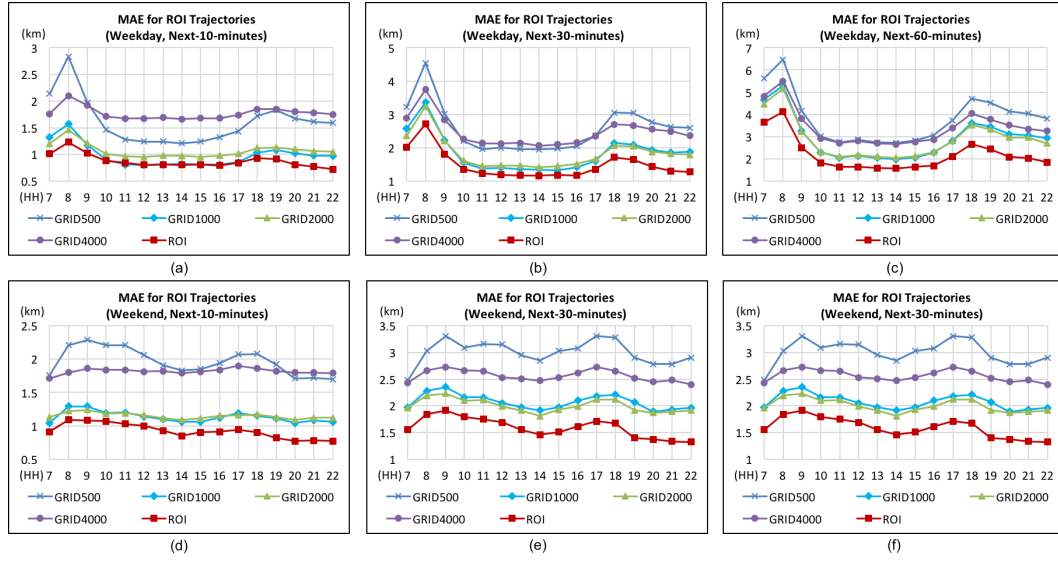 MAE for ROI Trajectories
(Weekday, Next-10-minutes)
(km)
3
2.5
2
1.5
1
0.5
(HH) 7 8 9 10 11 12 13 14 15 16 17 18 19 20 21 22
GRID500 GRID1000 GRID2000
GRID4000 ROI
(a)
MAE for ROI Trajectories
(Weekday, Next-30-minutes)
(km)
5
4
3
2
1
(HH) 7 8 9 10 11 12 13 14 15 16 17 18 19 20 21 22
GRID500 GRID1000 GRID2000
GRID4000 ROI
(b)
MAE for ROI Trajectories
(Weekday, Next-60-minutes)
(km)
7
6
5
4
3
2
1
(HH) 7 8 9 10 11 12 13 14 15 16 17 18 19 20 21 22
GRID500 GRID1000 GRID2000
GRID4000 ROI
(c)
MAE for ROI Trajectories
(Weekend, Next-10-minutes)
(km)
2.5
2
1.5
1
0.5
(HH) 7 8 9 10 11 12 13 14 15 16 17 18 19 20 21 22
GRID500 GRID1000 GRID2000
GRID4000 ROI
(d)
MAE for ROI Trajectories
(Weekend, Next-30-minutes)
(km)
3.5
3
2.5
2
1.5
1
(HH) 7 8 9 10 11 12 13 14 15 16 17 18 19 20 21 22
GRID500 GRID1000 GRID2000
GRID4000 ROI
(e)
MAE for ROI Trajectories
(Weekend, Next-30-minutes)
(km)
3.5
3
2.5
2
1.5
1
(HH) 7 8 9 10 11 12 13 14 15 16 17 18 19 20 21 22
GRID500 GRID1000 GRID2000
GRID4000 ROI
(f)